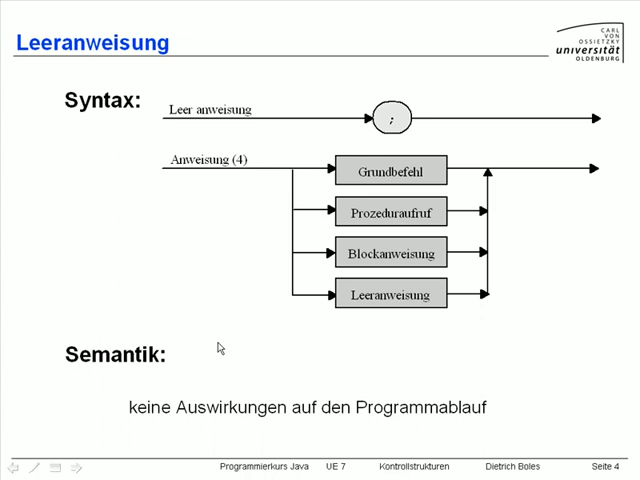 Leeranweisung
CARL
VON
OSSIETZKY
universität
OLDENBURG
Syntax:
Leer anweisung
;
Anweisung (4)
Grundbefehl
Prozeduraufruf
Blockanweisung
Leeranweisung
Semantik:
keine Auswirkungen auf den Programmablauf
Programmierkurs Java UE 7 Kontrollstrukturen Dietrich Boles Seite 4